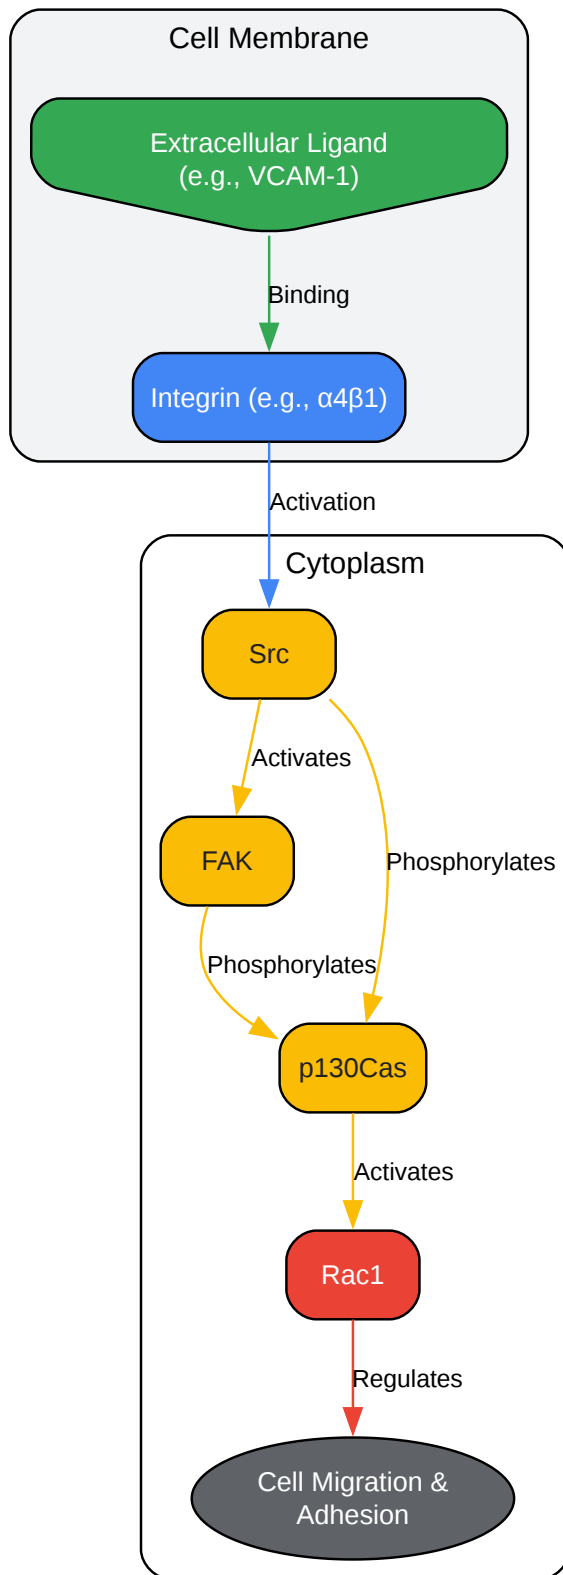 Cell Membrane
Extracellular Ligand
(e.g., VCAM-1)
Binding
Integrin (e.g., α4β1)
Activation
Cytoplasm
Src
Activates
FAK
Phosphorylates
Phosphorylates
p130Cas
Activates
Rac1
Regulates
Cell Migration &
Adhesion